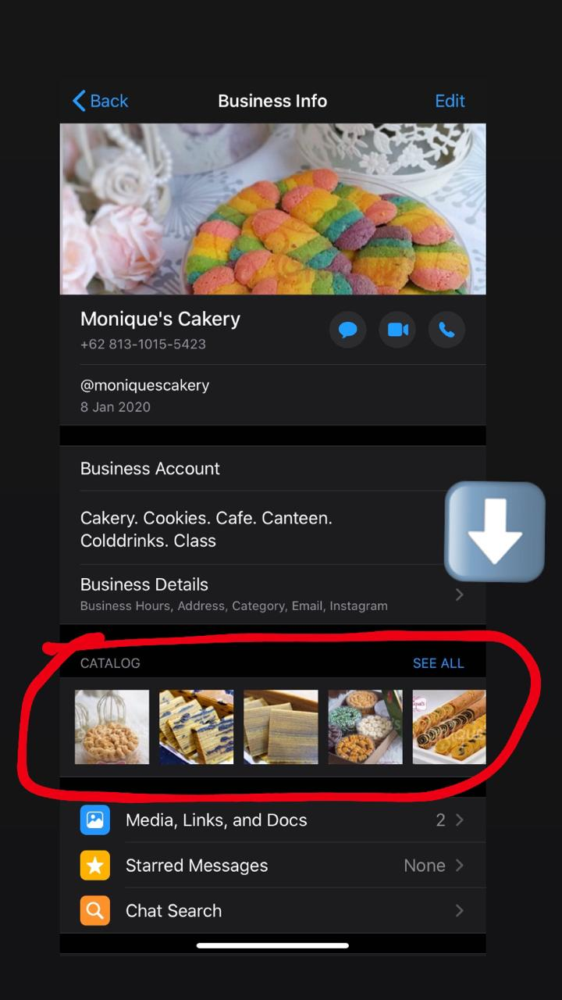 Back
Business Info
Edit
Monique's Cakery
+62 813-1015-5423
@moniquescakery
8 Jan 2020
Business Account
Cakery. Cookies. Cafe. Canteen.
Colddrinks. Class
Business Details
Business Hours, Address, Category, Email, Instagram
CATALOG
SEE ALL
Media, Links, and Docs
2
Starred Messages
None
Chat Search